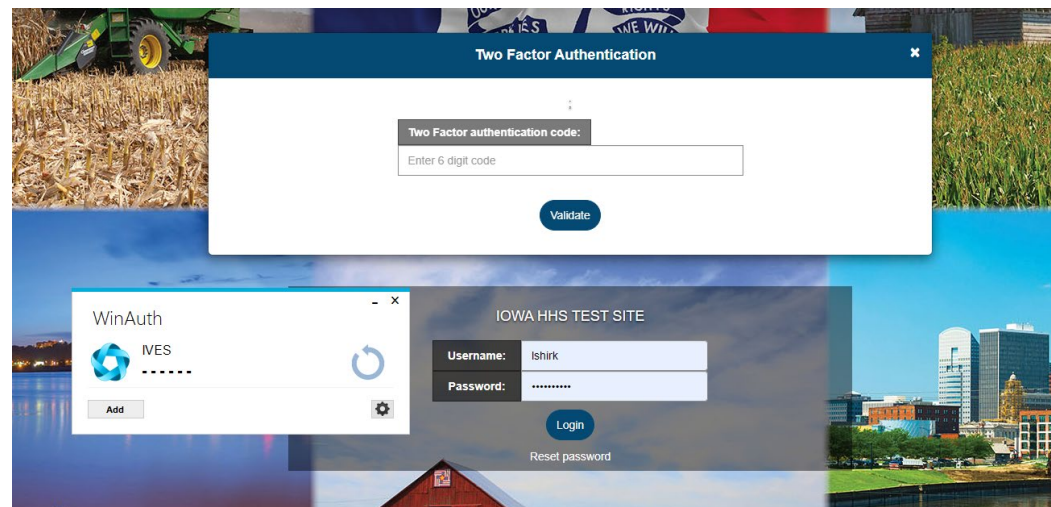 Two Factor Authentication
Two Factor authentication code:
Enter 6 digit code
Validate
WinAuth
IVES
Add
IOWA HHS TEST SITE
Username:
lshirk
Password:
Login
Reset password